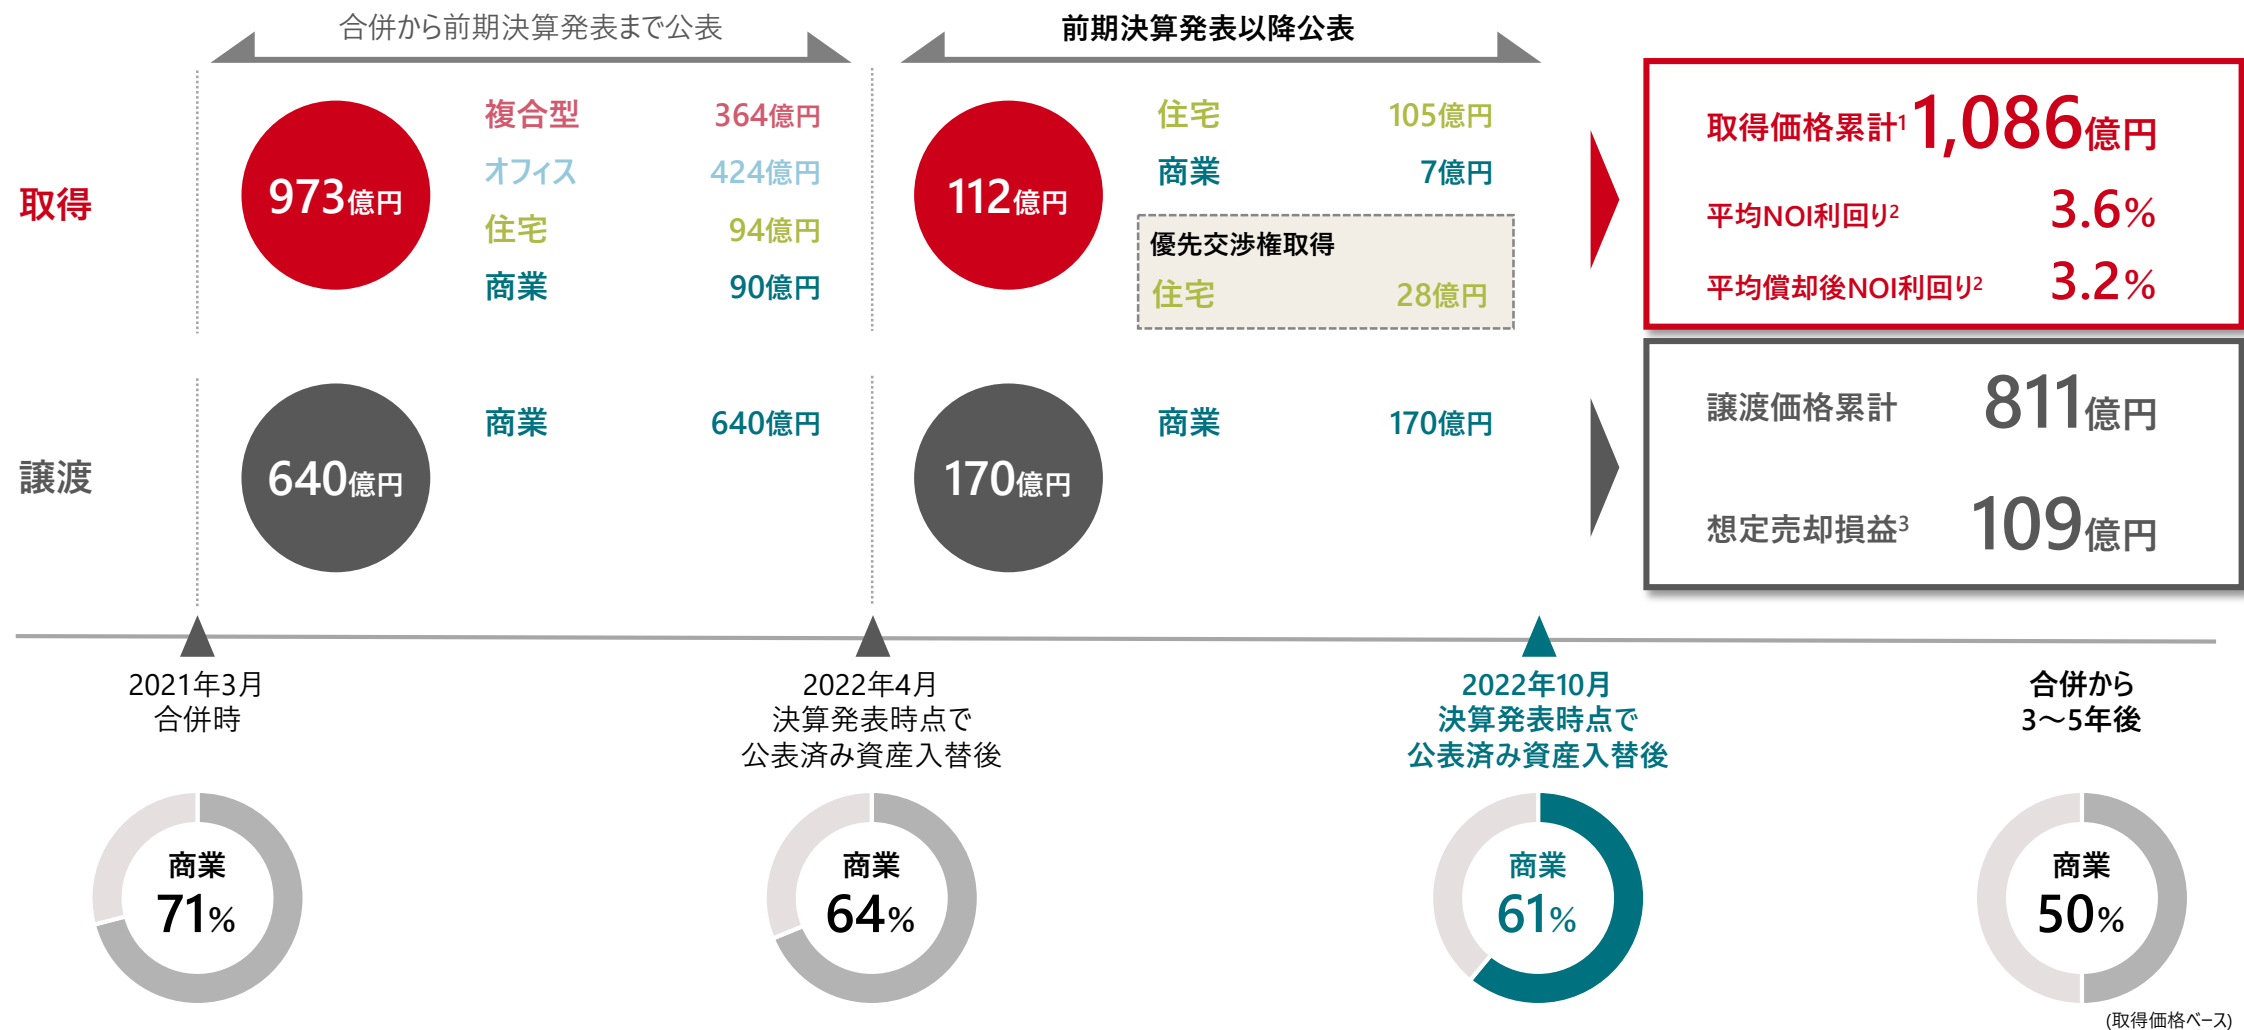 合併から前期決算発表まで公表
前期決算発表以降公表
取得
973億円
複合型 364億円
オフィス 424億円
住宅 94億円
商業 90億円
112億円
住宅 105億円
商業 7億円
優先交渉権取得
住宅 28億円
取得価格累計1 1,086億円
平均NOI利回り2 3.6%
平均償却後NOI利回り2 3.2%
譲渡
640億円
商業 640億円
170億円
商業 170億円
譲渡価格累計 811億円
想定売却損益3 109億円
2021年3月
合併時
2022年4月
決算発表時点で
公表済み資産入替後
2022年10月
決算発表時点で
公表済み資産入替後
合併から
3～5年後
商業
71%
商業
64%
商業
61%
商業
50%
(取得価格ベース)